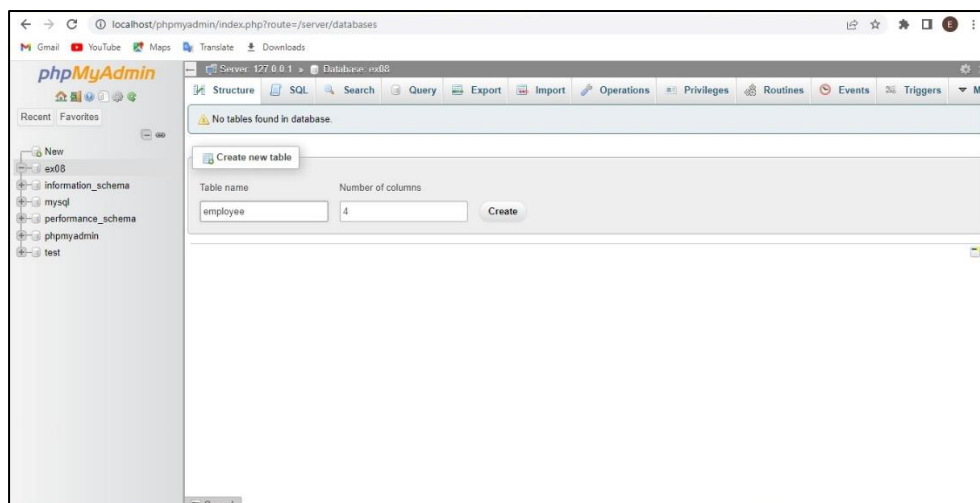 localhost/phpmyadmin/index.php?route=/server/databases
E
Gmail YouTube Maps Translate Downloads
phpMyAdmin
Recent Favorites
New
ex08
information_schema
mysql
performance_schema
phpmyadmin
test
Server: 127.0.0.1 » Database: ex08
Structure SQL Search Query Export Import Operations Privileges Routines Events Triggers M
No tables found in database.
Create new table
Table name Number of columns
employee 4 Create